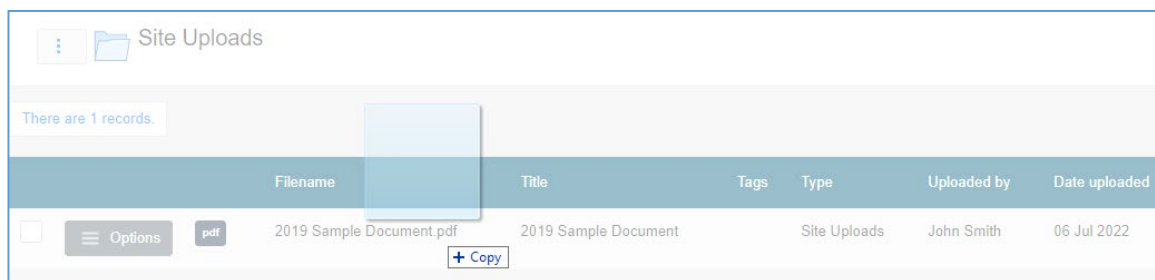 Site Uploads
There are 1 records.
Filename Title Tags Type Uploaded by Date uploaded
Options pdf 2019 Sample Document.pdf 2019 Sample Document Site Uploads John Smith 06 Jul 2022
+ Copy